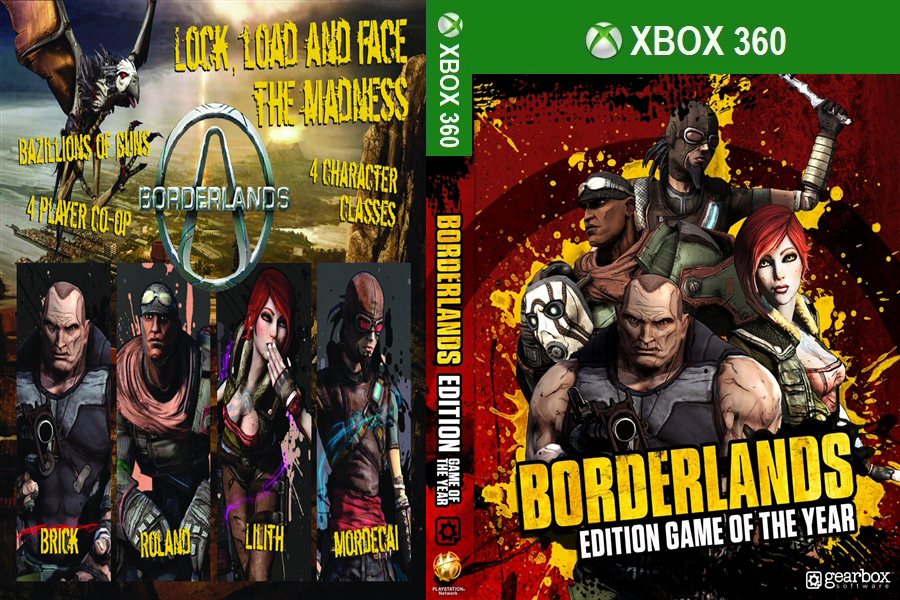 LOCK, LOAD AND FACE
THE MADNESS
BAZILLIONS OF GUNS
4 PLAYER CO-OP
BORDERLANDS
4 CHARACTER
CLASSES
BRICK
ROLAND
LILITH
MORDECAI
XBOX 360
BORDERLANDS EDITION GAME OF
THE YEAR
PLAYSTATION
Network
XBOX 360
BORDERLANDS
EDITION GAME OF THE YEAR
gearbox
software